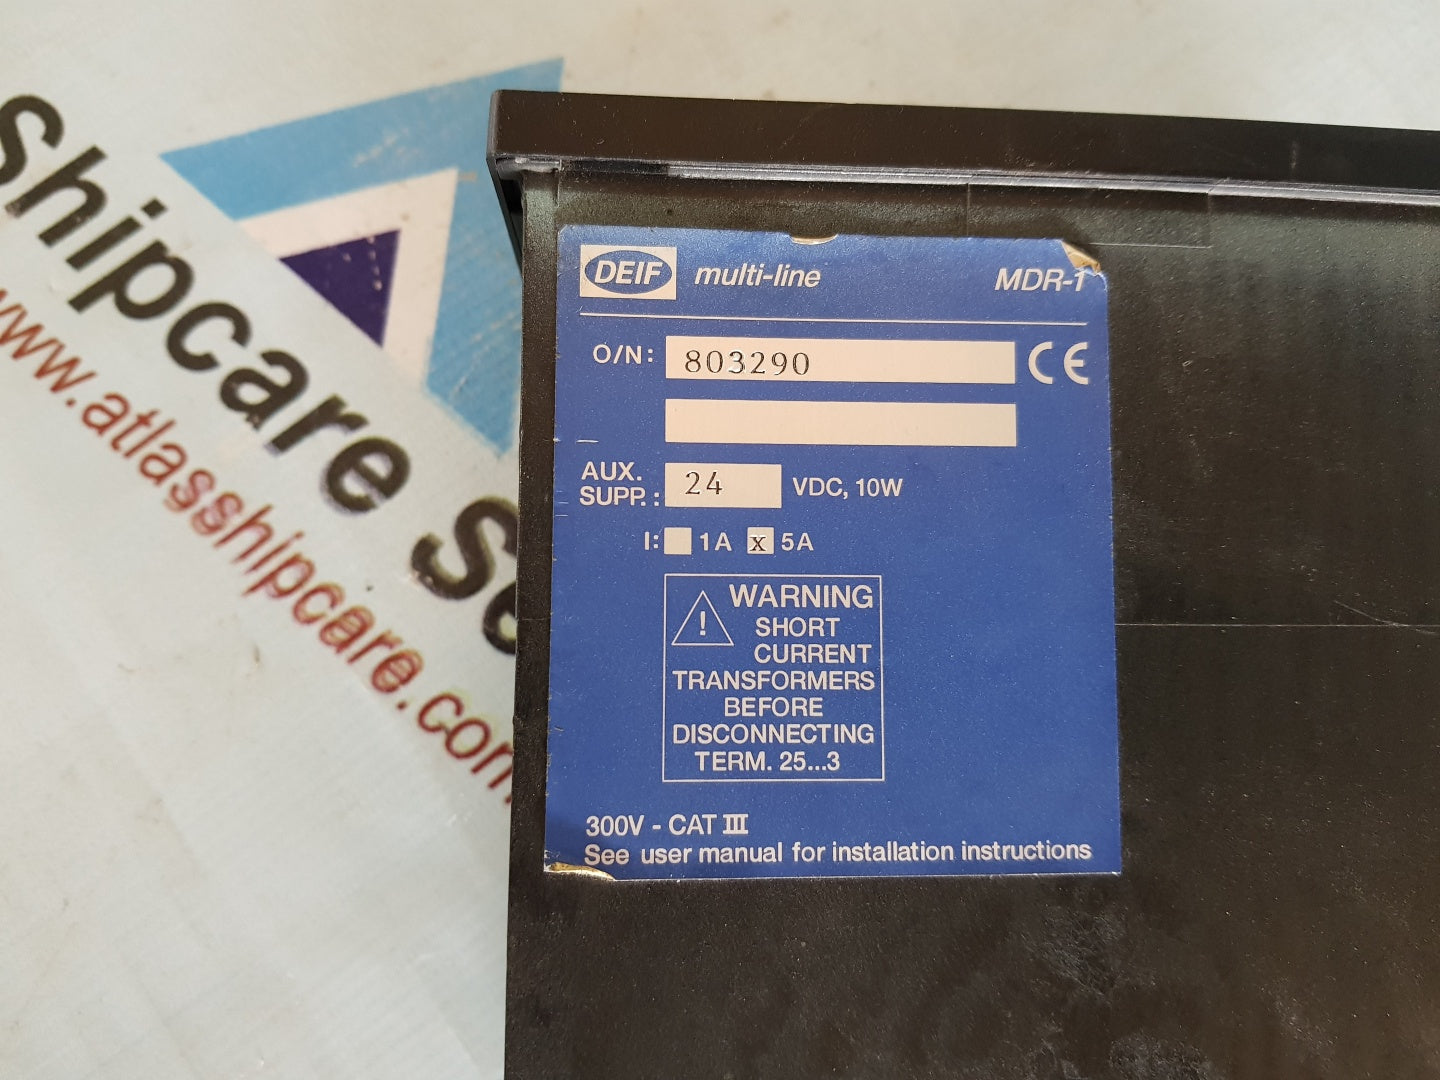 shipcare Se
www.atlasshipcare.com
DEIF multi-line MDR-1
O/N: 803290 CE
AUX.
SUPP.: 24 VDC, 10W
I: 1A x 5A
! WARNING
SHORT
CURRENT
TRANSFORMERS
BEFORE
DISCONNECTING
TERM. 25...3
300V - CAT III
See user manual for installation instructions